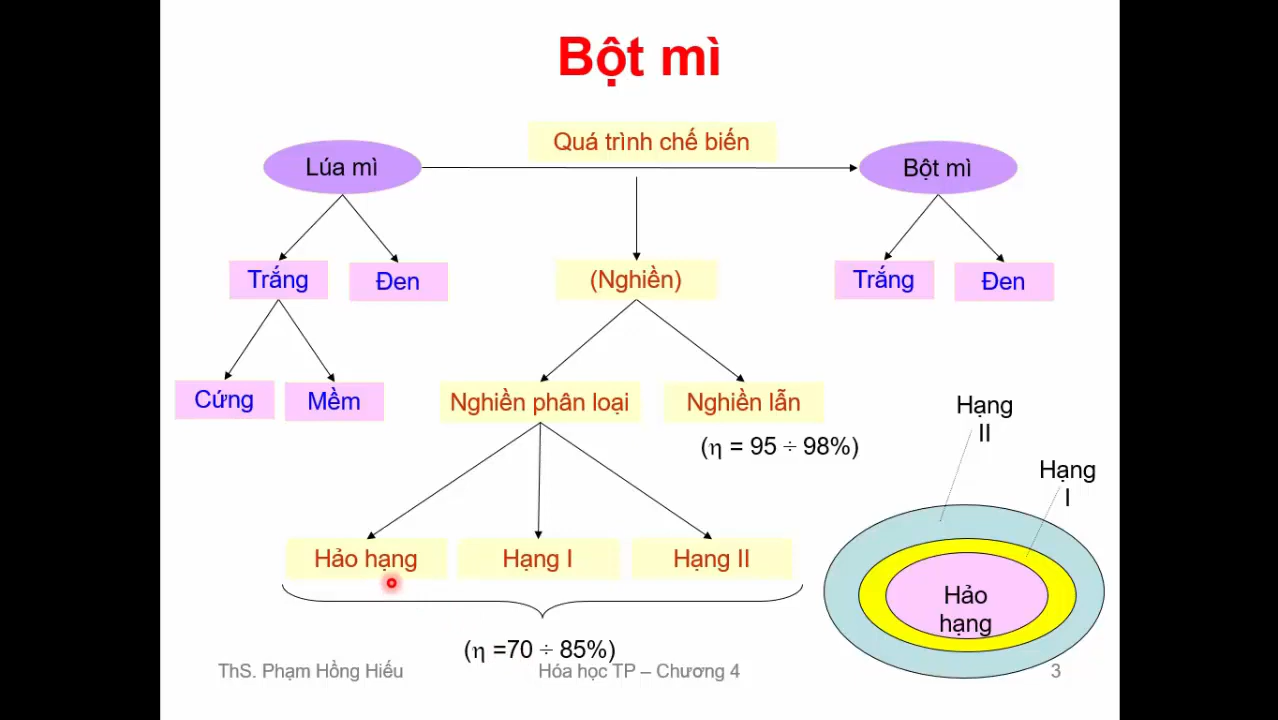 Bột mì
Quá trình chế biến
Lúa mì
Bột mì
Trắng
Đen
(Nghiền)
Trắng
Đen
Cứng
Mềm
Nghiền phân loại
Nghiền lẫn
(η = 95 ÷ 98%)
Hạng
II
Hạng
I
Hảo hạng
Hạng I
Hạng II
Hảo
hạng
(η =70 ÷ 85%)
ThS. Phạm Hồng Hiếu
Hóa học TP – Chương 4
3